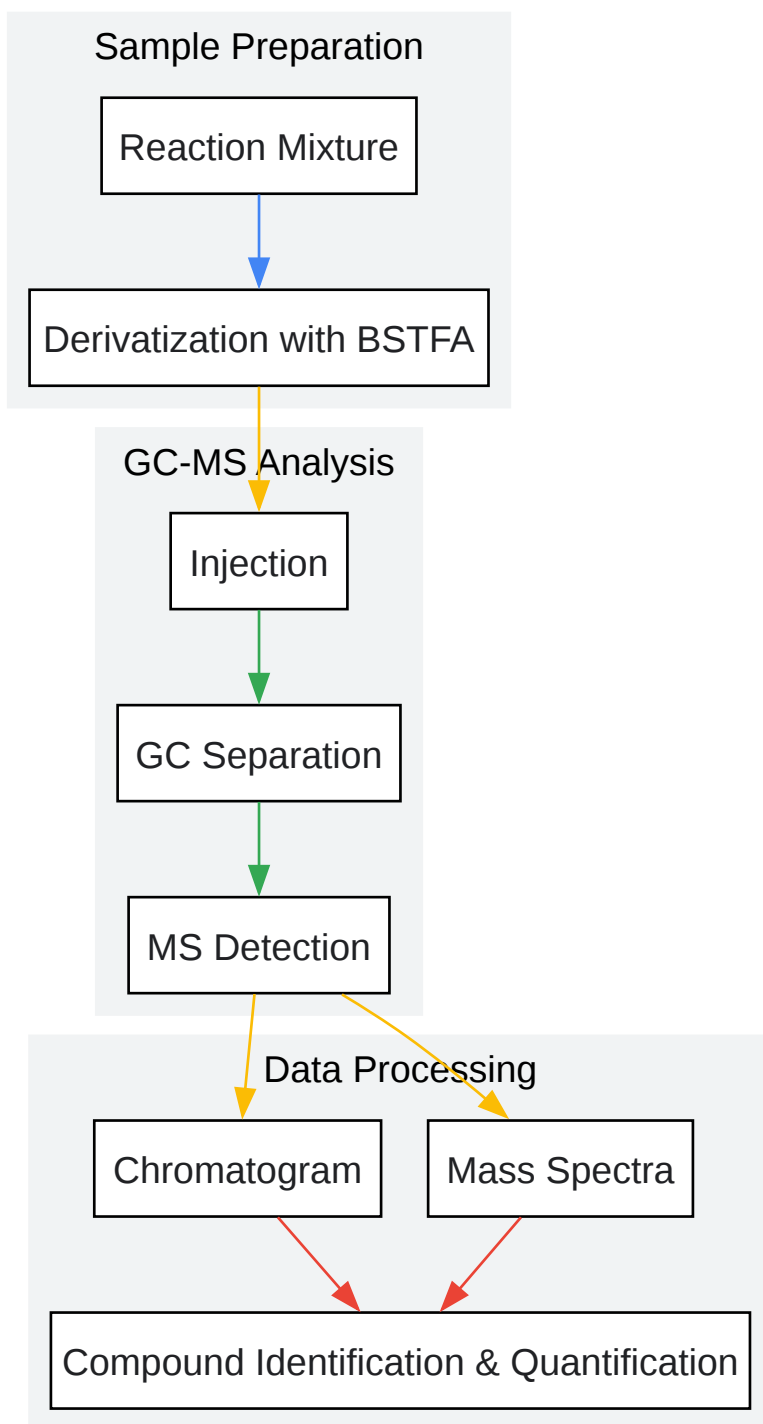 Sample Preparation
Reaction Mixture
Derivatization with BSTFA
GC-MS Analysis
Injection
GC Separation
MS Detection
Data Processing
Chromatogram
Mass Spectra
Compound Identification & Quantification